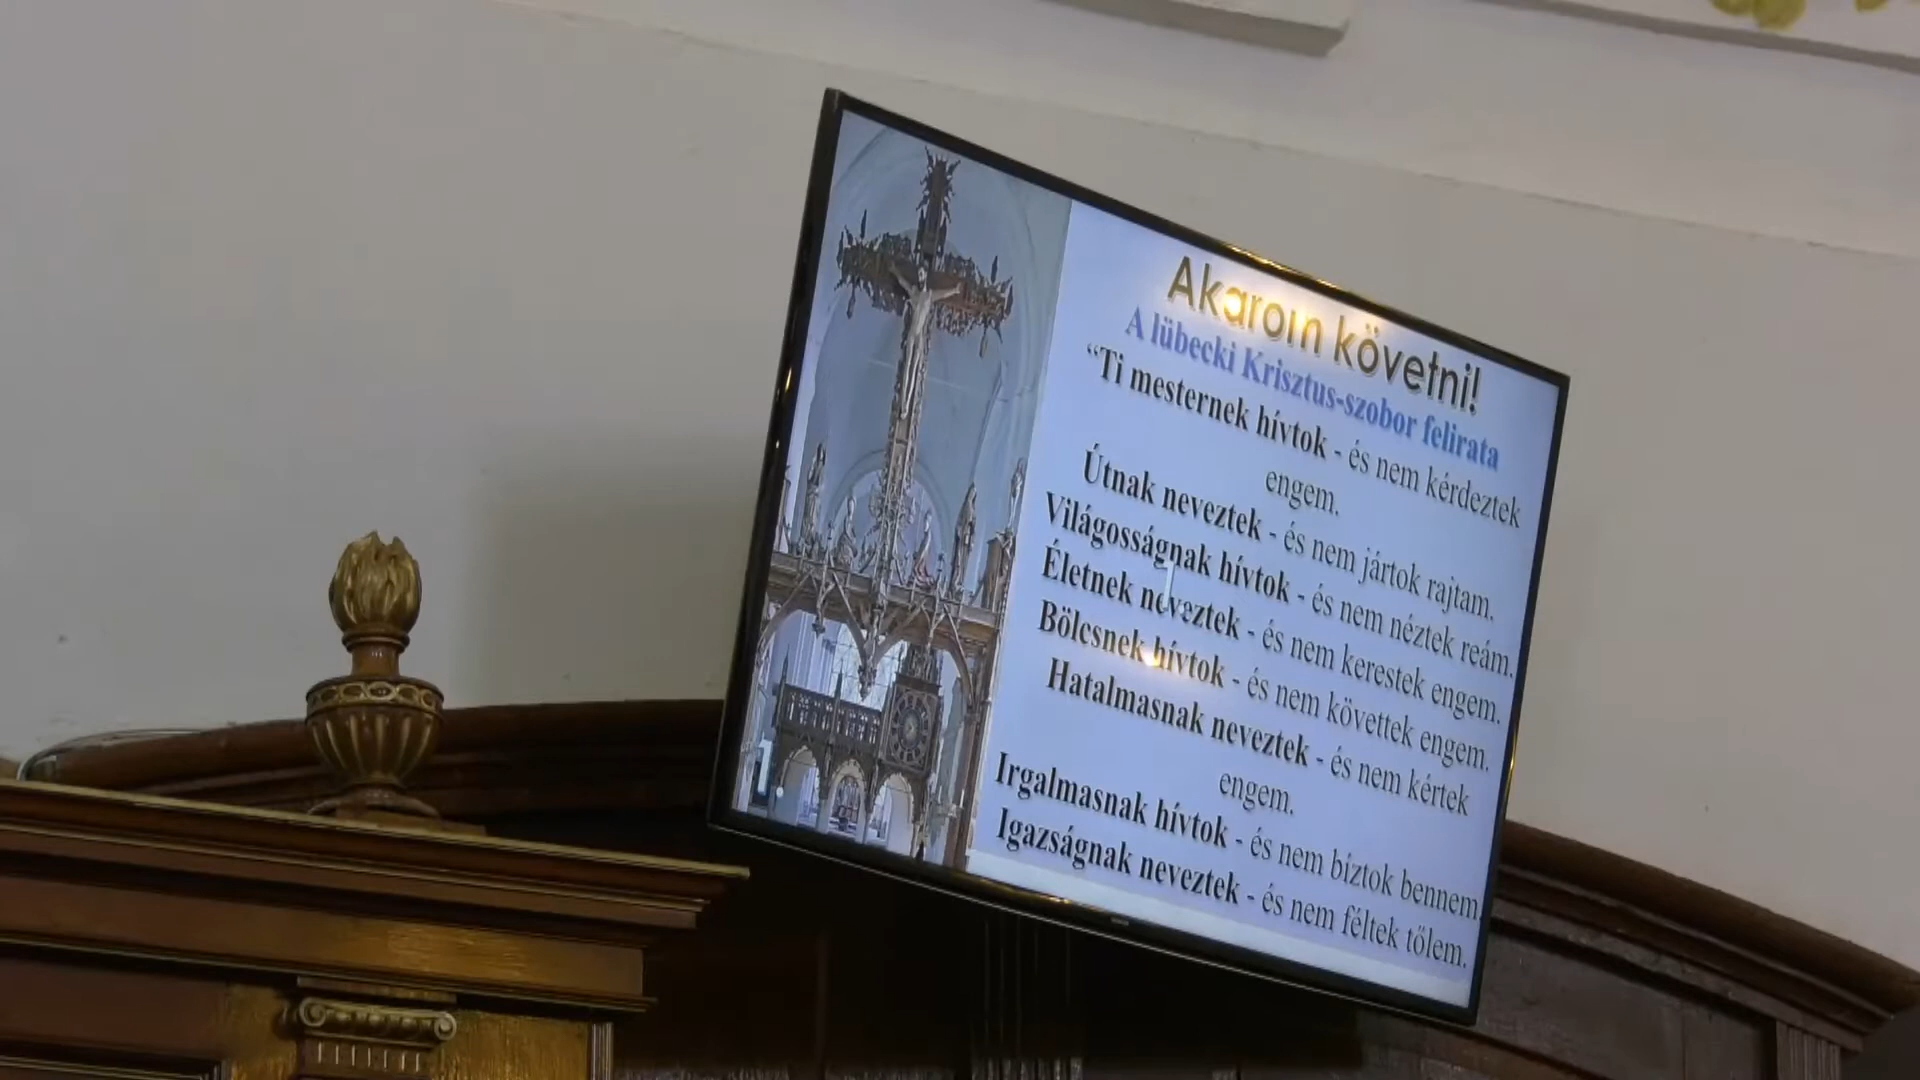 Akarom követni!
A lübecki Krisztus-szobor felirata
“Ti mesternek hívtok - és nem kérdeztek
engem.
Útnak neveztek - és nem jártok rajtam.
Világosságnak hívtok - és nem néztek reám.
Életnek neveztek - és nem kerestek engem.
Bölcsnek hívtok - és nem követtek engem.
Hatalmasnak neveztek - és nem kértek
engem.
Irgalmasnak hívtok - és nem bíztok bennem.
Igazságnak neveztek - és nem féltek tőlem.